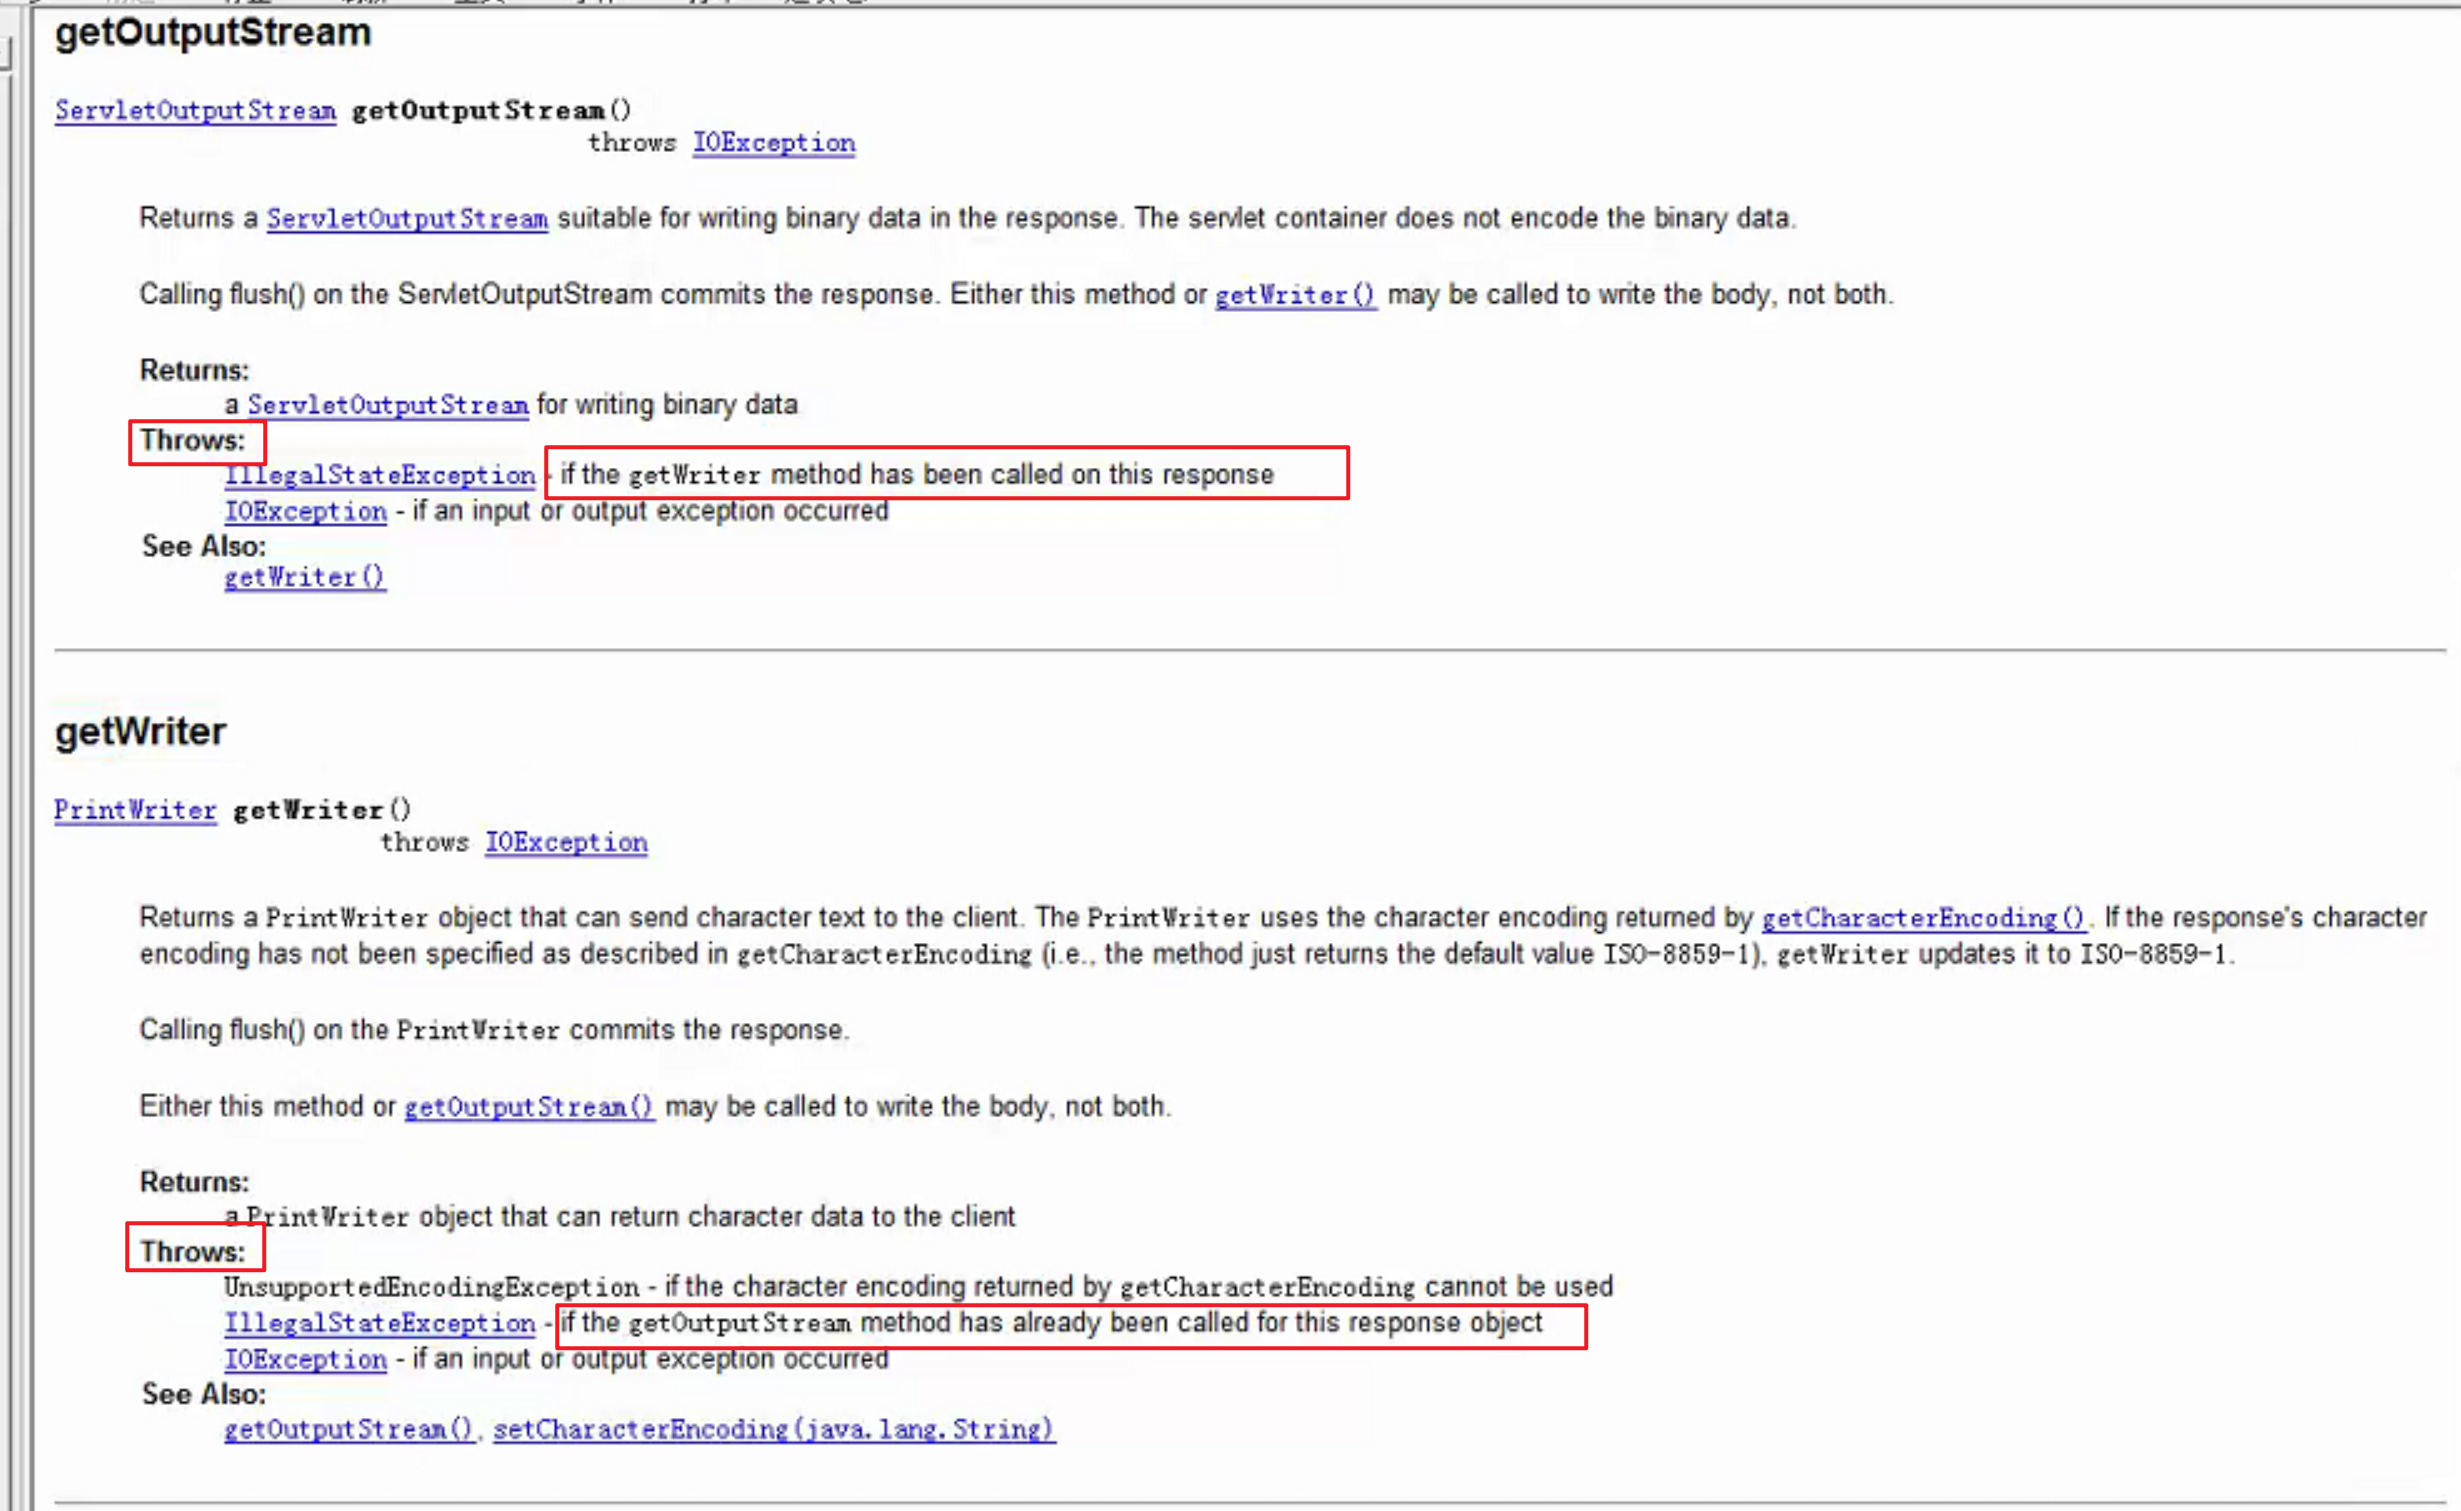 getOutputStream
ServletOutputStream getOutputStream()
throws IOException
Returns a ServletOutputStream suitable for writing binary data in the response. The servlet container does not encode the binary data.
Calling flush() on the ServletOutputStream commits the response. Either this method or getWriter() may be called to write the body, not both.
Returns:
a ServletOutputStream for writing binary data
Throws:
IllegalStateException - if the getWriter method has been called on this response
IOException - if an input or output exception occurred
See Also:
getWriter()
getWriter
PrintWriter getWriter()
throws IOException
Returns a PrintWriter object that can send character text to the client. The PrintWriter uses the character encoding returned by getCharacterEncoding(). If the response's character
encoding has not been specified as described in getCharacterEncoding (i.e., the method just returns the default value ISO-8859-1), getWriter updates it to ISO-8859-1.
Calling flush() on the PrintWriter commits the response.
Either this method or getOutputStream() may be called to write the body, not both.
Returns:
a PrintWriter object that can return character data to the client
Throws:
UnsupportedEncodingException - if the character encoding returned by getCharacterEncoding cannot be used
IllegalStateException - if the getOutputStream method has already been called for this response object
IOException - if an input or output exception occurred
See Also:
getOutputStream(), setCharacterEncoding(java.lang.String)